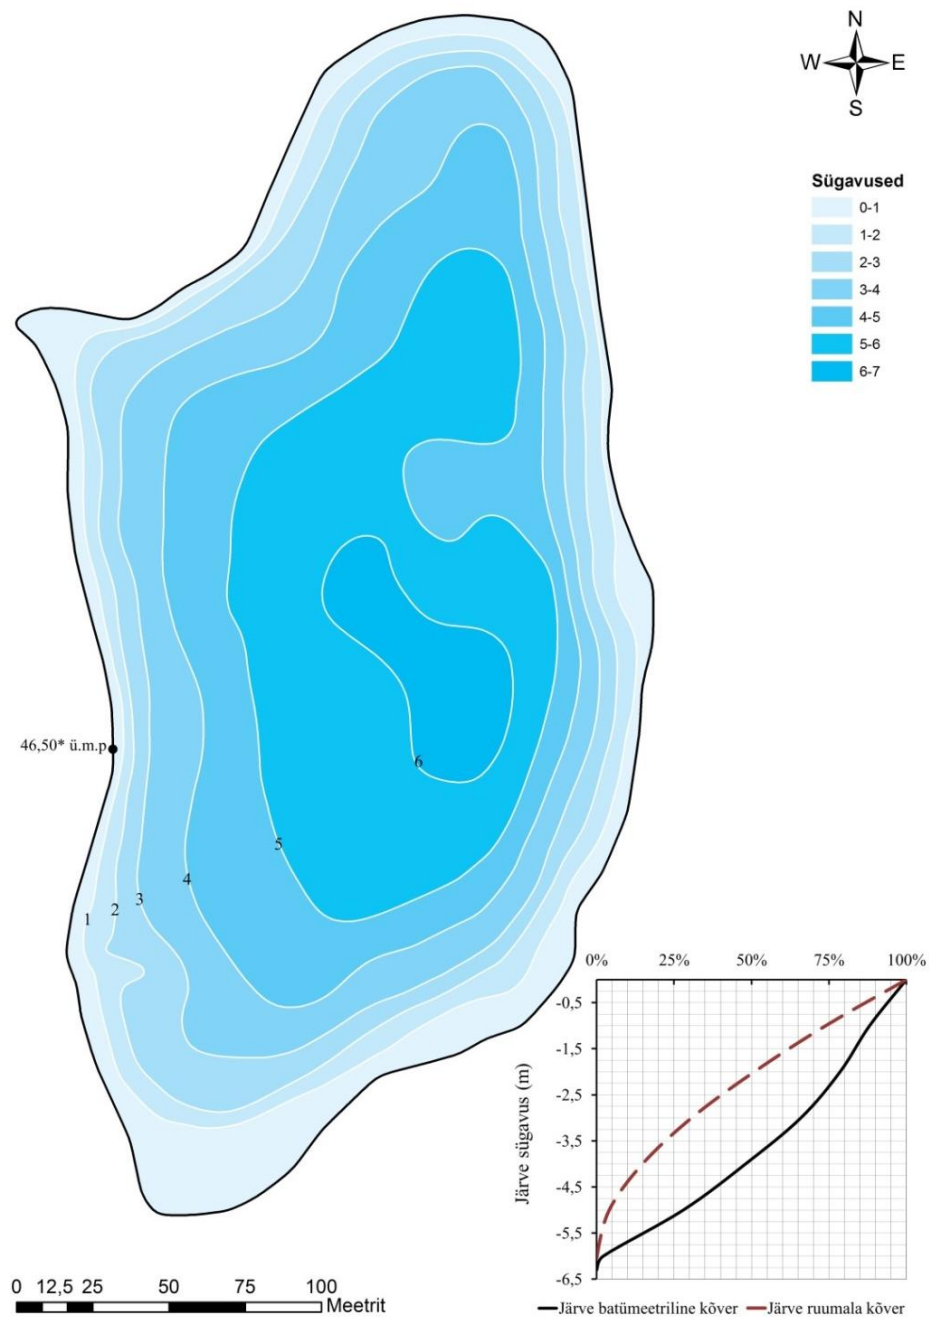 N
W E
S
Sügavused
0-1
1-2
2-3
3-4
4-5
5-6
6-7
46,50* ü.m.p
6
5
4
3
2
1
0% 25% 50% 75% 100%
-0,5
-1,5
-2,5
-3,5
-4,5
-5,5
-6,5
Järve sügavus (m)
0 12,5 25 50 75 100
Meetrit
Järve batümeetriline kõver Järve ruumala kõver